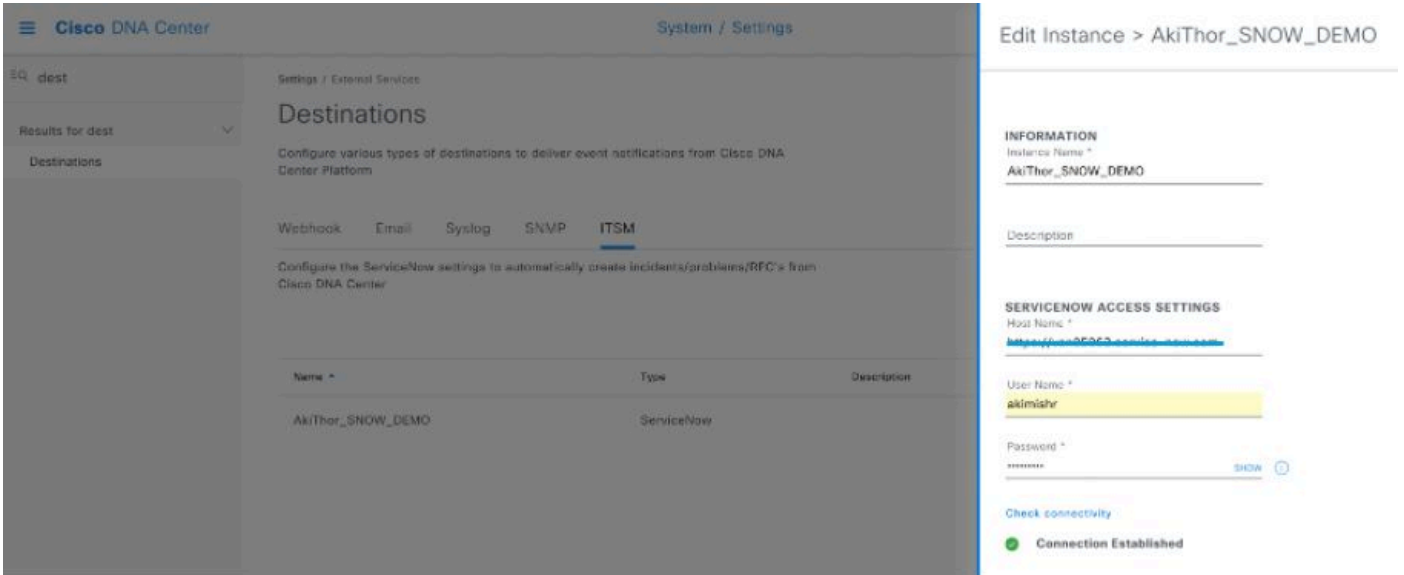 Cisco DNA Center
System / Settings
dest
Results for dest
Destinations
Settings / External Services
Destinations
Configure various types of destinations to deliver event notifications from Cisco DNA
Center Platform
Webhook Email Syslog SNMP ITSM
Configure the ServiceNow settings to automatically create incidents/problems/RFC's from
Cisco DNA Center
Name Type Description
AkiThor_SNOW_DEMO ServiceNow
Edit Instance > AkiThor_SNOW_DEMO
INFORMATION
Instance Name *
AkiThor_SNOW_DEMO
Description
SERVICENOW ACCESS SETTINGS
Host Name *
User Name *
akimishr
Password *
SHOW
Check connectivity
Connection Established